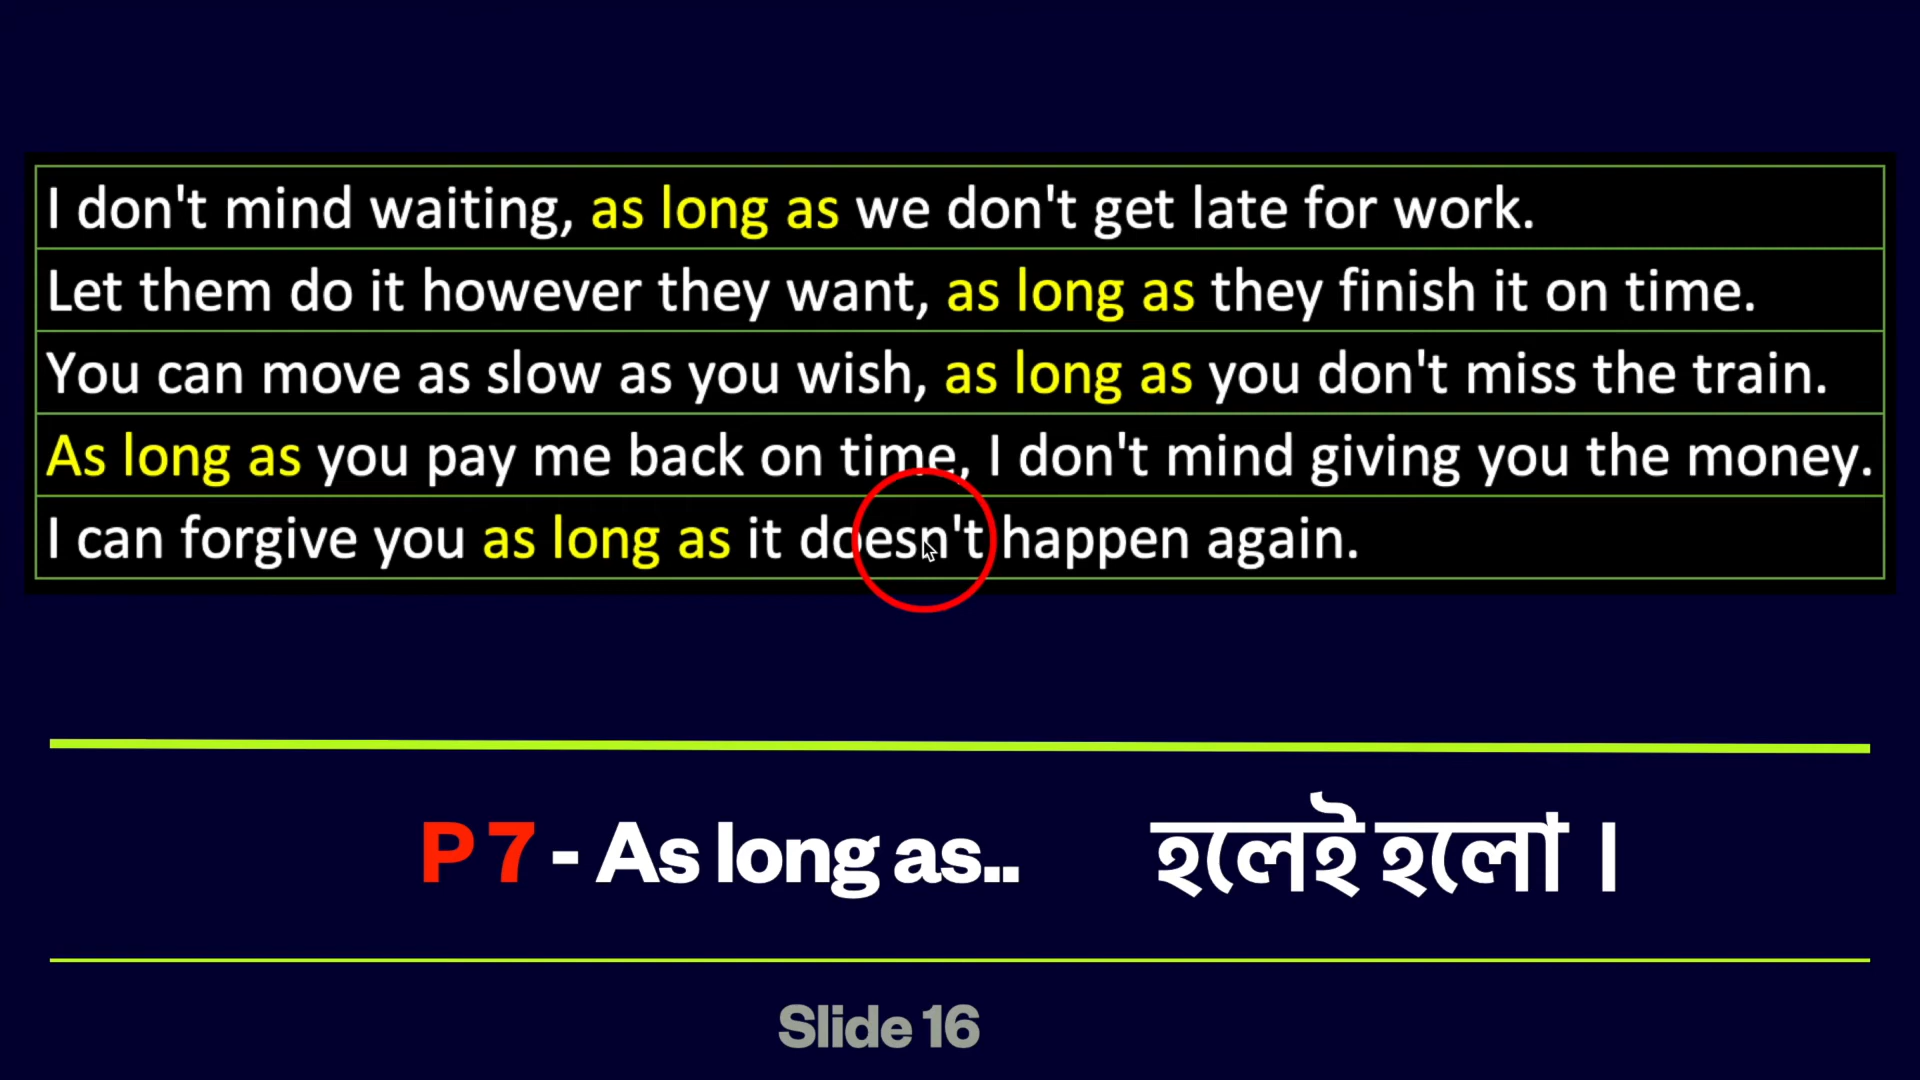 I don't mind waiting, as long as we don't get late for work.
Let them do it however they want, as long as they finish it on time.
You can move as slow as you wish, as long as you don't miss the train.
As long as you pay me back on time, I don't mind giving you the money.
I can forgive you as long as it doesn't happen again.
P 7 - As long as.. হলেই হলো ।
Slide 16